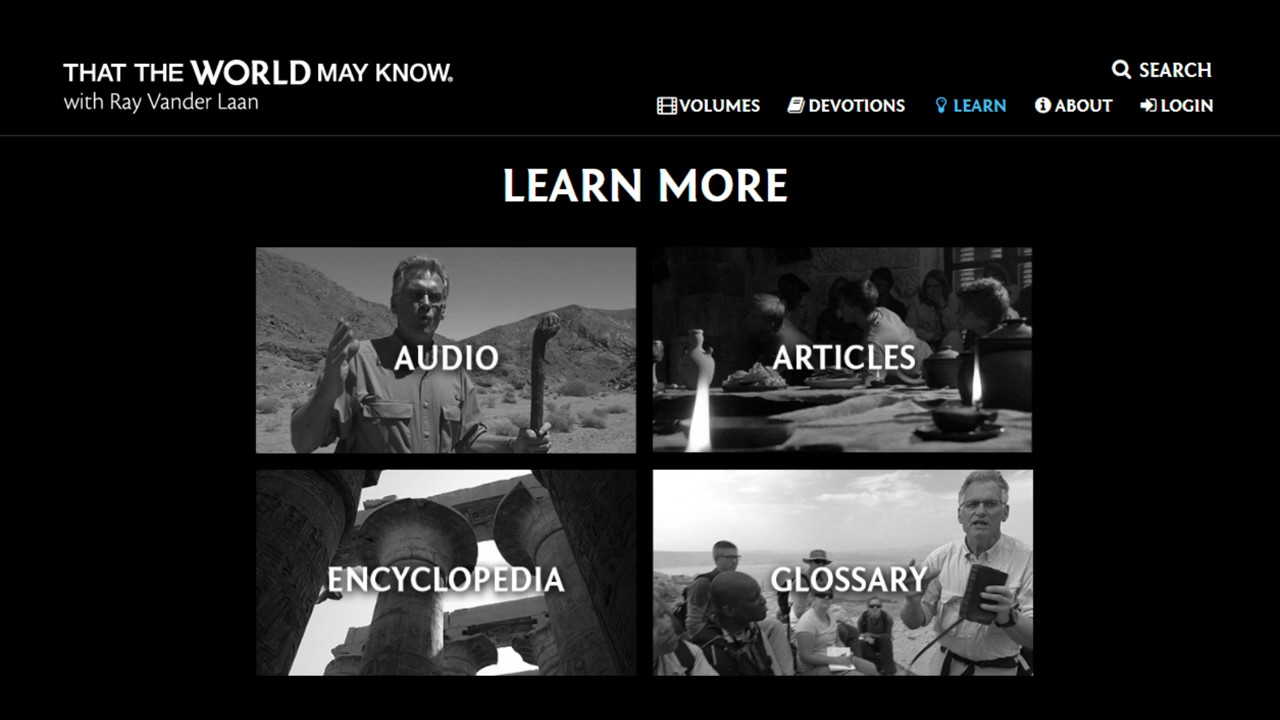 THAT THE WORLD MAY KNOW®
with Ray Vander Laan
SEARCH
VOLUMES DEVOTIONS LEARN ABOUT LOGIN
LEARN MORE
AUDIO ARTICLES
ENCYCLOPEDIA GLOSSARY